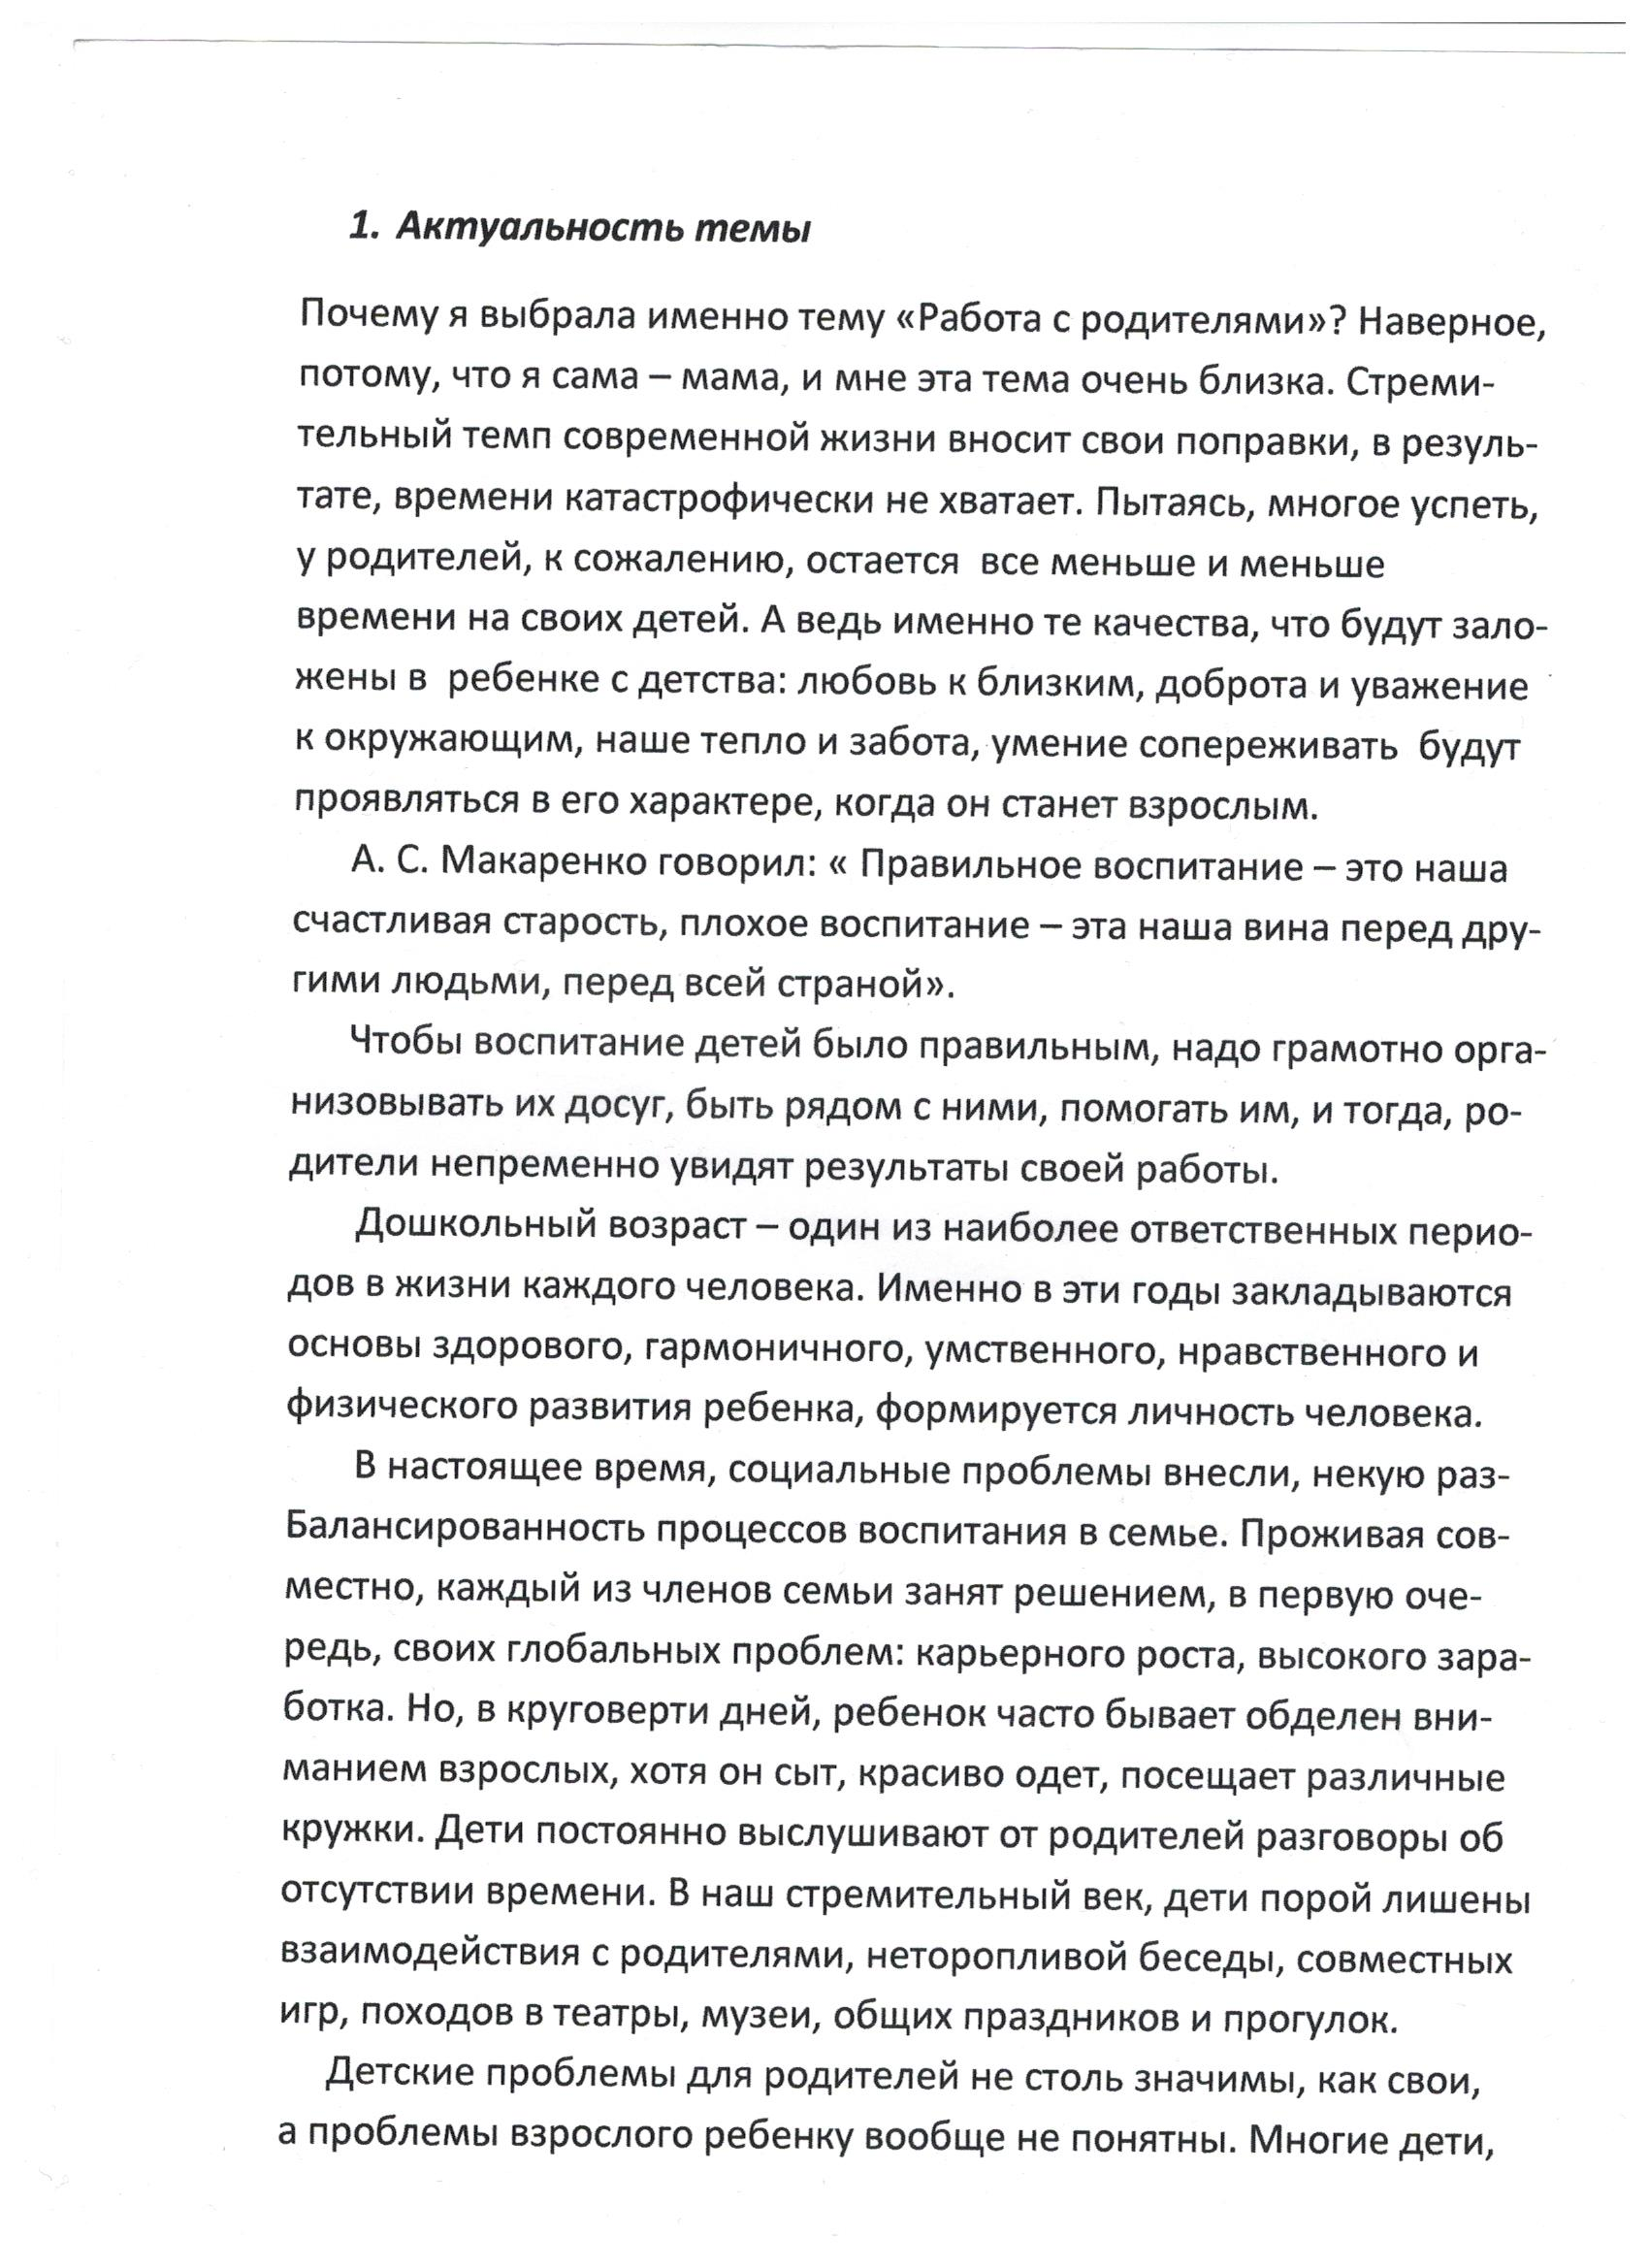 1. Актуальность темы
Почему я выбрала именно тему «Работа с родителями»? Наверное,
потому, что я сама – мама, и мне эта тема очень близка. Стреми-
тельный темп современной жизни вносит свои поправки, в резуль-
тате, времени катастрофически не хватает. Пытаясь, многое успеть,
у родителей, к сожалению, остается  все меньше и меньше
времени на своих детей. А ведь именно те качества, что будут зало-
жены в  ребенке с детства: любовь к близким, доброта и уважение
к окружающим, наше тепло и забота, умение сопереживать  будут
проявляться в его характере, когда он станет взрослым.
А. С. Макаренко говорил: « Правильное воспитание – это наша
счастливая старость, плохое воспитание – эта наша вина перед дру-
гими людьми, перед всей страной».
Чтобы воспитание детей было правильным, надо грамотно орга-
низовывать их досуг, быть рядом с ними, помогать им, и тогда, ро-
дители непременно увидят результаты своей работы.
Дошкольный возраст – один из наиболее ответственных перио-
дов в жизни каждого человека. Именно в эти годы закладываются
основы здорового, гармоничного, умственного, нравственного и
физического развития ребенка, формируется личность человека.
В настоящее время, социальные проблемы внесли, некую раз-
Балансированность процессов воспитания в семье. Проживая сов-
местно, каждый из членов семьи занят решением, в первую оче-
редь, своих глобальных проблем: карьерного роста, высокого зара-
ботка. Но, в круговерти дней, ребенок часто бывает обделен вни-
манием взрослых, хотя он сыт, красиво одет, посещает различные
кружки. Дети постоянно выслушивают от родителей разговоры об
отсутствии времени. В наш стремительный век, дети порой лишены
взаимодействия с родителями, неторопливой беседы, совместных
игр, походов в театры, музеи, общих праздников и прогулок.
Детские проблемы для родителей не столь значимы, как свои,
а проблемы взрослого ребенку вообще не понятны. Многие дети,